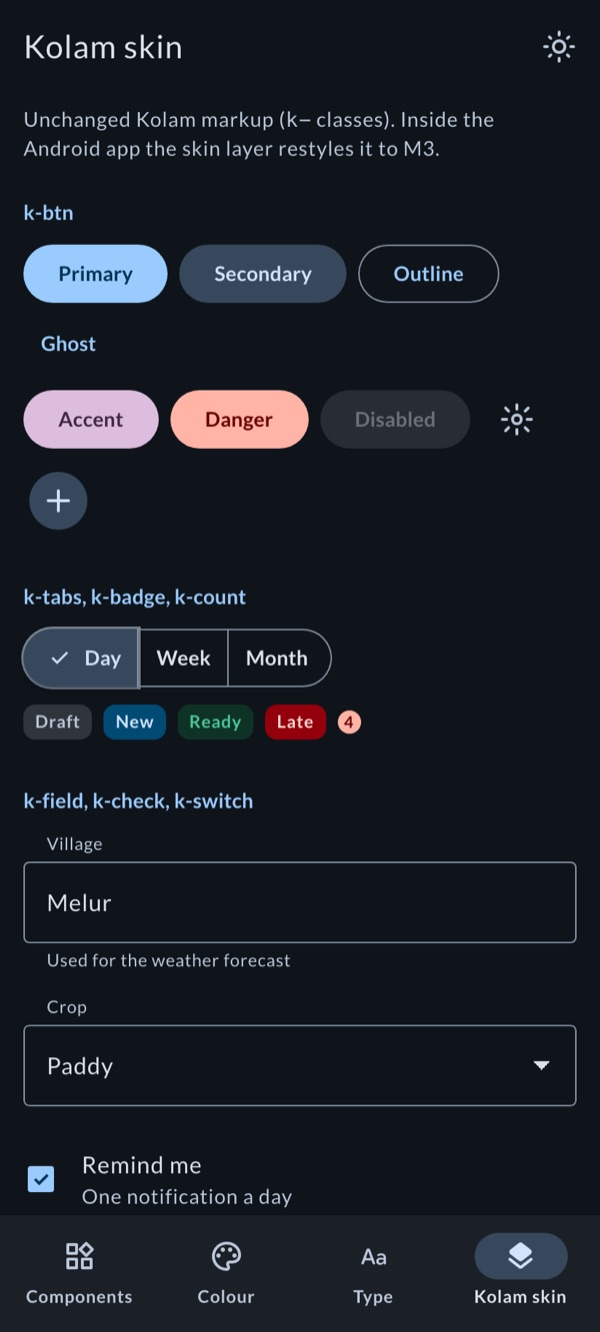 Kolam skin
Unchanged Kolam markup (k– classes). Inside the
Android app the skin layer restyles it to M3.
k-btn
Primary
Secondary
Outline
Ghost
Accent
Danger
Disabled
k-tabs, k-badge, k-count
Day
Week
Month
Draft
New
Ready
Late
4
k-field, k-check, k-switch
Village
Melur
Used for the weather forecast
Crop
Paddy
Remind me
One notification a day
Aa
Components
Colour
Type
Kolam skin